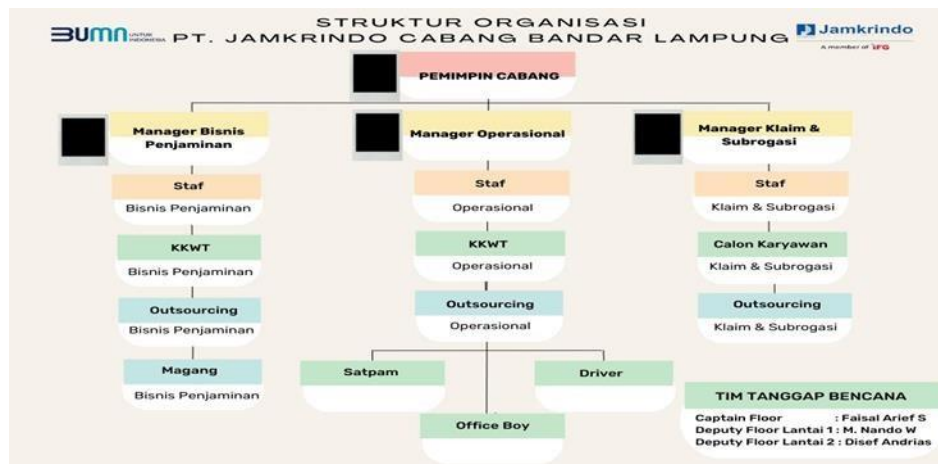 STRUKTUR ORGANISASI
BUMN UNTUK INDONESIA PT. JAMKRINDO CABANG BANDAR LAMPUNG Jamkrindo
A member of IFG
PEMIMPIN CABANG
Manager Bisnis Penjaminan
Staf
Bisnis Penjaminan
KKWT
Bisnis Penjaminan
Outsourcing
Bisnis Penjaminan
Magang
Bisnis Penjaminan
Manager Operasional
Staf
Operasional
KKWT
Operasional
Outsourcing
Operasional
Satpam
Driver
Office Boy
Manager Klaim &
Subrogasi
Staf
Klaim & Subrogasi
Calon Karyawan
Klaim & Subrogasi
Outsourcing
Klaim & Subrogasi
TIM TANGGAP BENCANA
Captain Floor : Faisal Arief S
Deputy Floor Lantai 1 : M. Nando W
Deputy Floor Lantai 2 : Disef Andrias